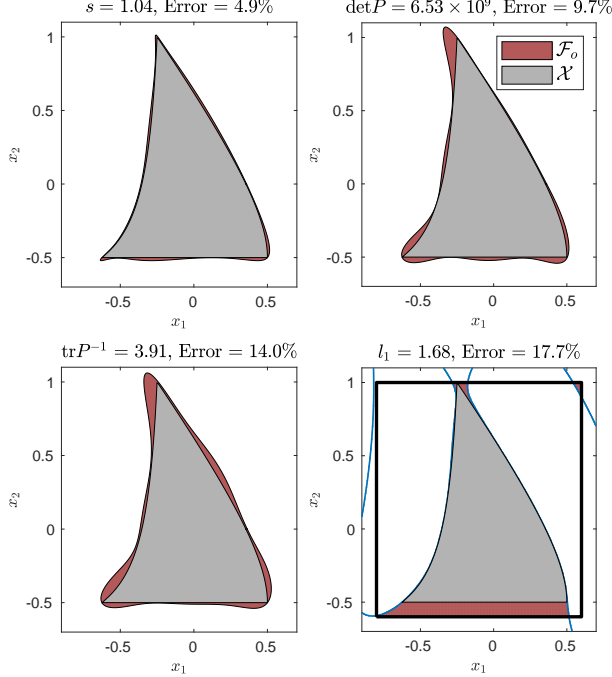 s = 1.04, Error = 4.9%
detP = 6.53 × 10⁹, Error = 9.7%
1
0.5
0
-0.5
x₂
-0.5
0
0.5
x₁
1
0.5
0
-0.5
x₂
-0.5
0
0.5
x₁
𝓕ₒ
𝒳
trP⁻¹ = 3.91, Error = 14.0%
l₁ = 1.68, Error = 17.7%
1
0.5
0
-0.5
x₂
-0.5
0
0.5
x₁
1
0.5
0
-0.5
x₂
-0.5
0
0.5
x₁